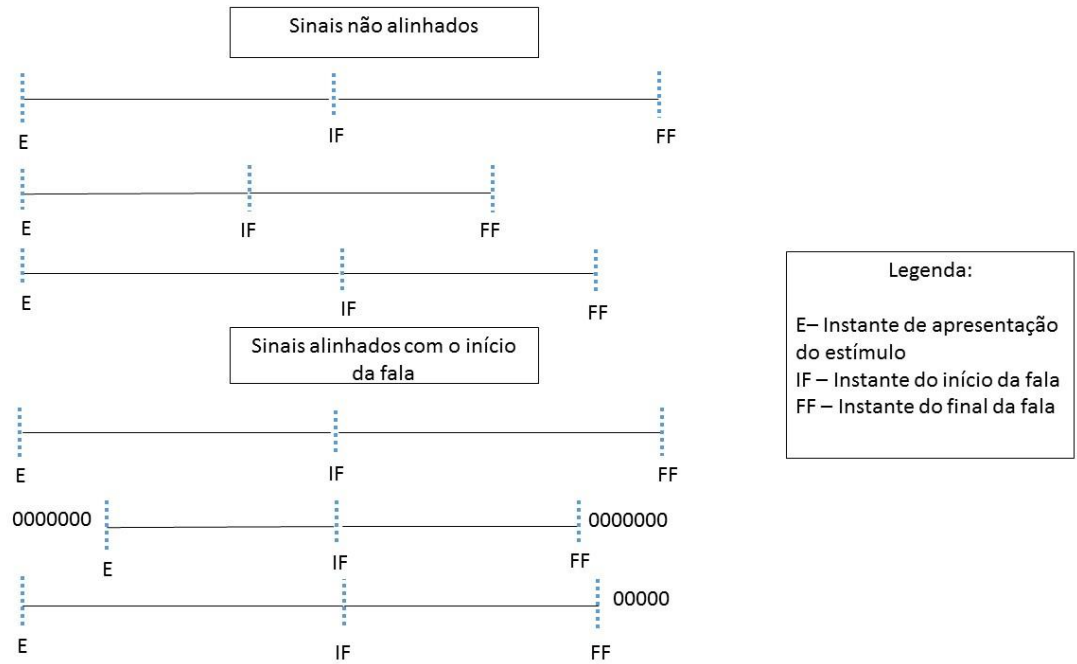 Sinais não alinhados
E
IF
FF
E
IF
FF
E
IF
FF
Sinais alinhados com o início
da fala
E
IF
FF
0000000
0000000
E
IF
FF
00000
E
IF
FF
Legenda:
E– Instante de apresentação
do estímulo
IF – Instante do início da fala
FF – Instante do final da fala